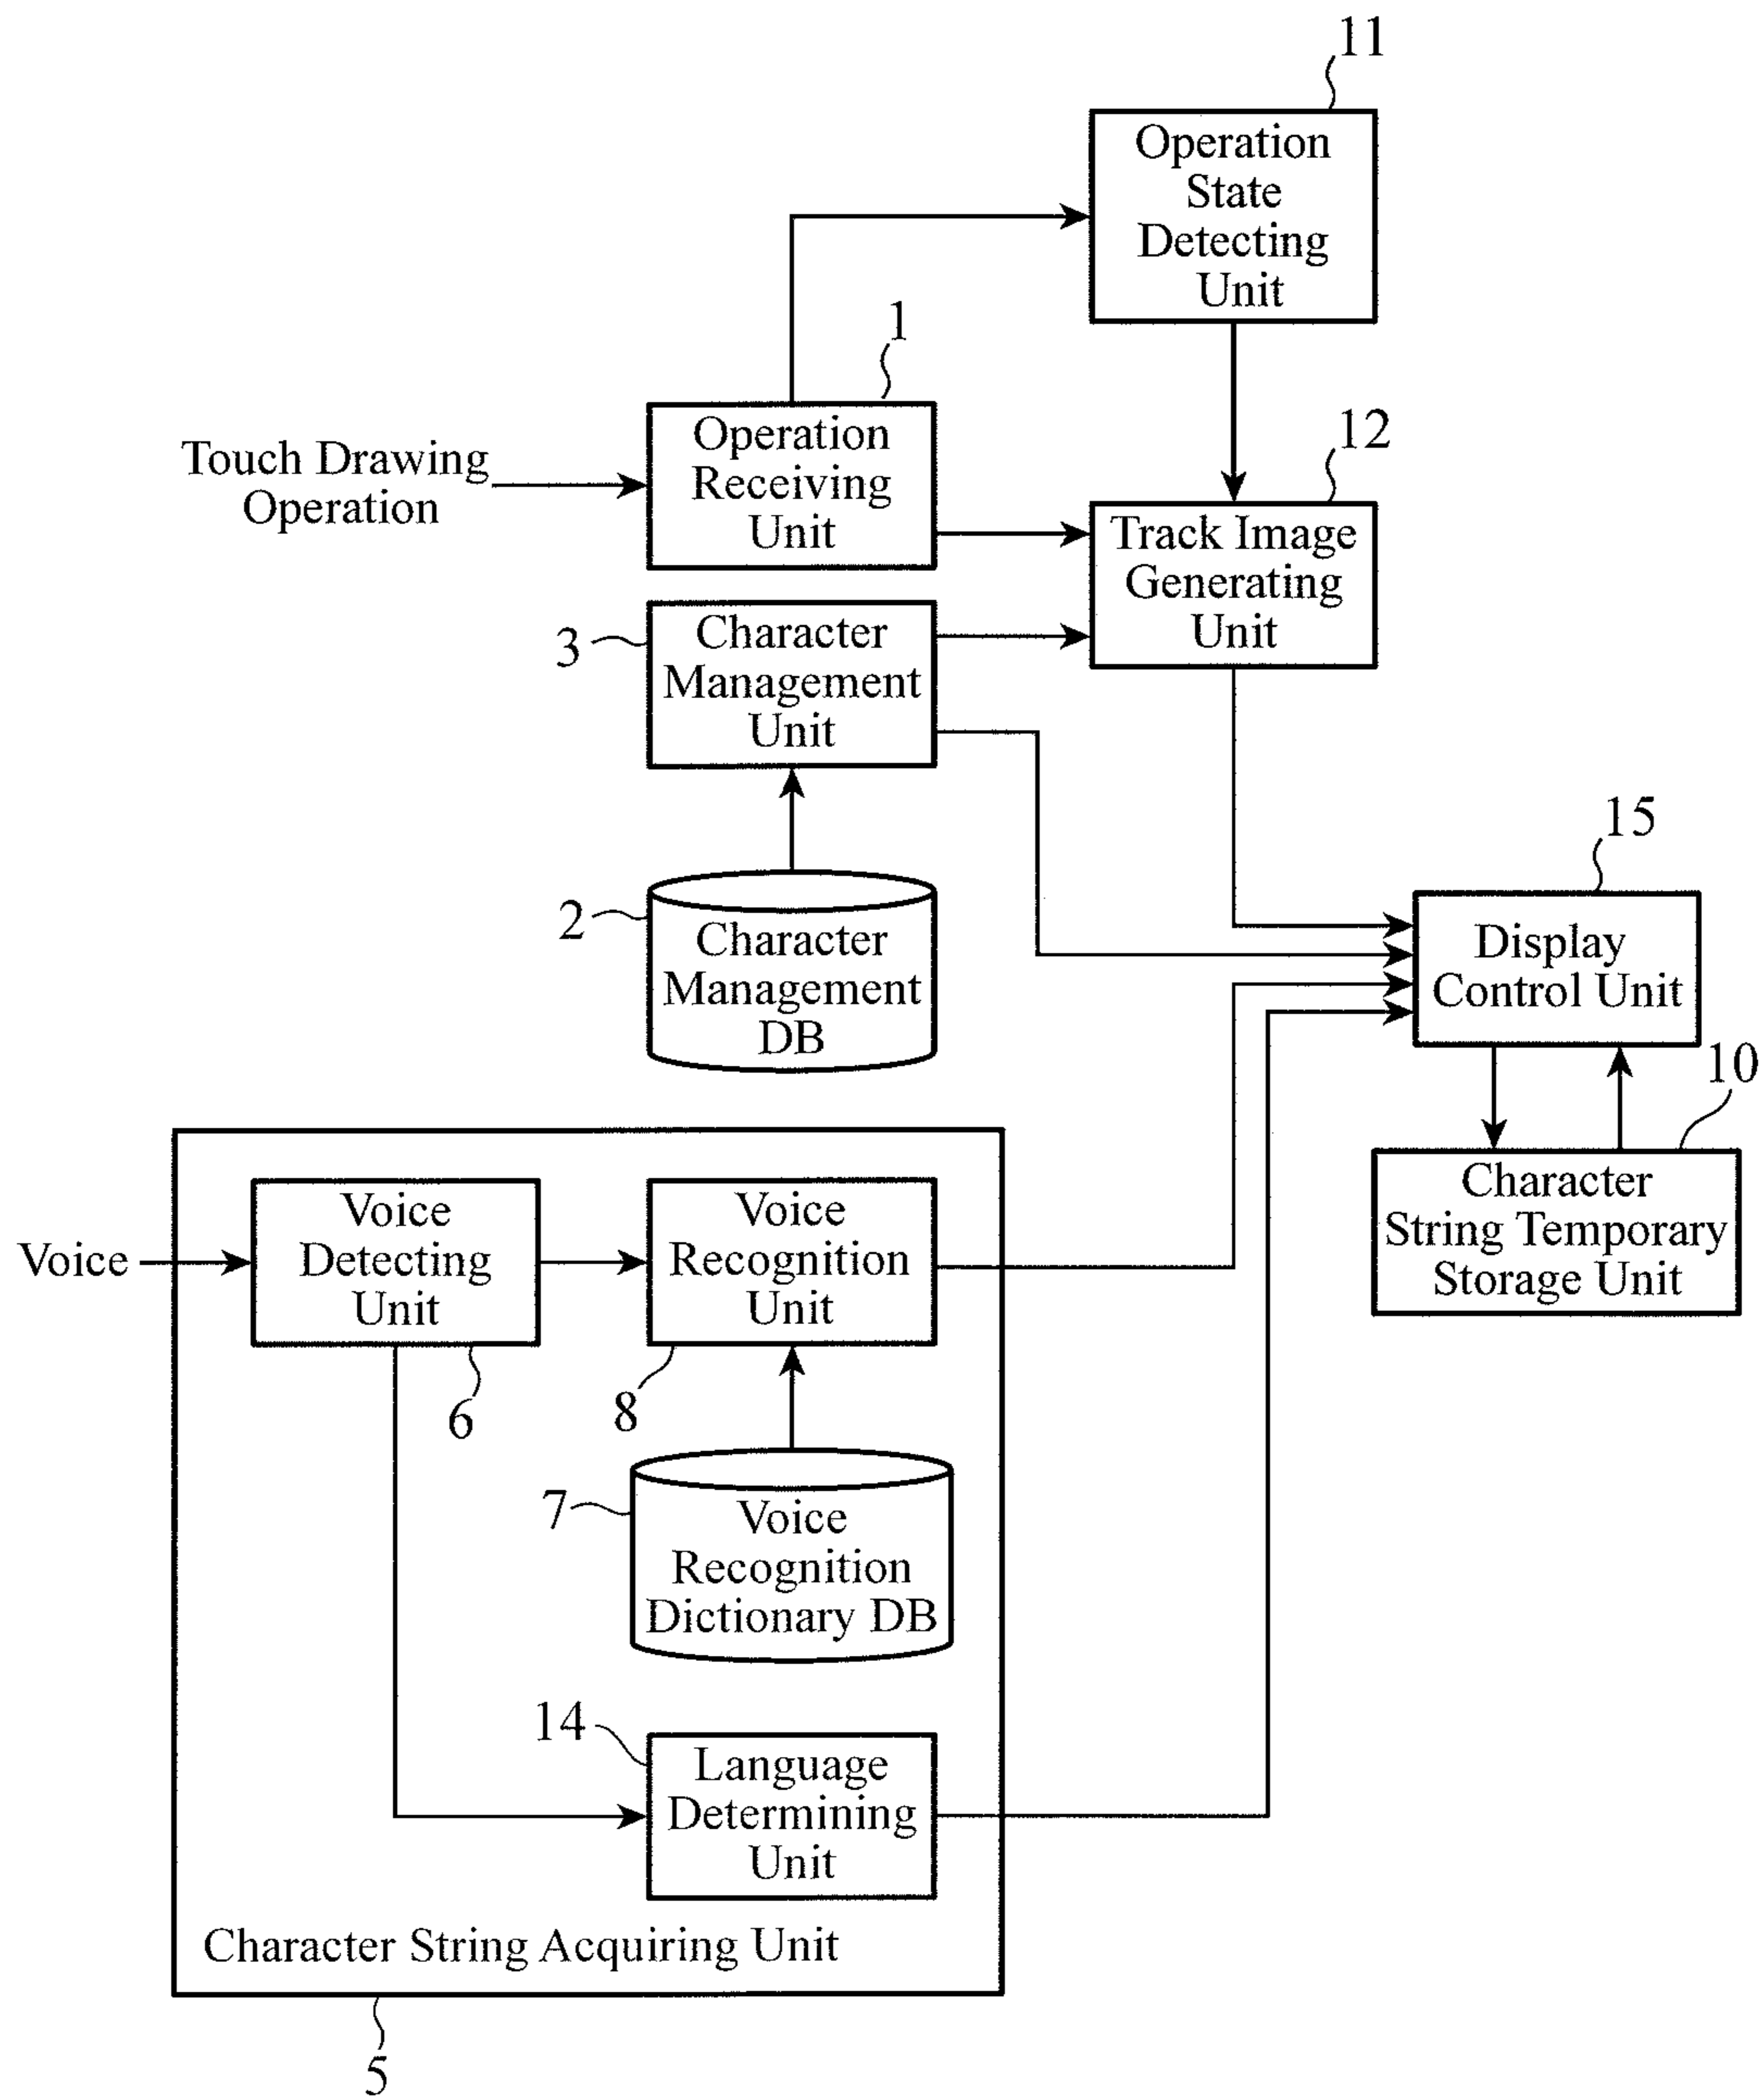 11
Operation
State
Detecting
Unit
1
Operation
Receiving
Unit
Touch Drawing
Operation
12
Track Image
Generating
Unit
3
Character
Management
Unit
2
Character
Management
DB
15
Display
Control Unit
10
Character
String Temporary
Storage Unit
Voice
Voice
Detecting
Unit
6
Voice
Recognition
Unit
8
7
Voice
Recognition
Dictionary DB
14
Language
Determining
Unit
Character String Acquiring Unit
5